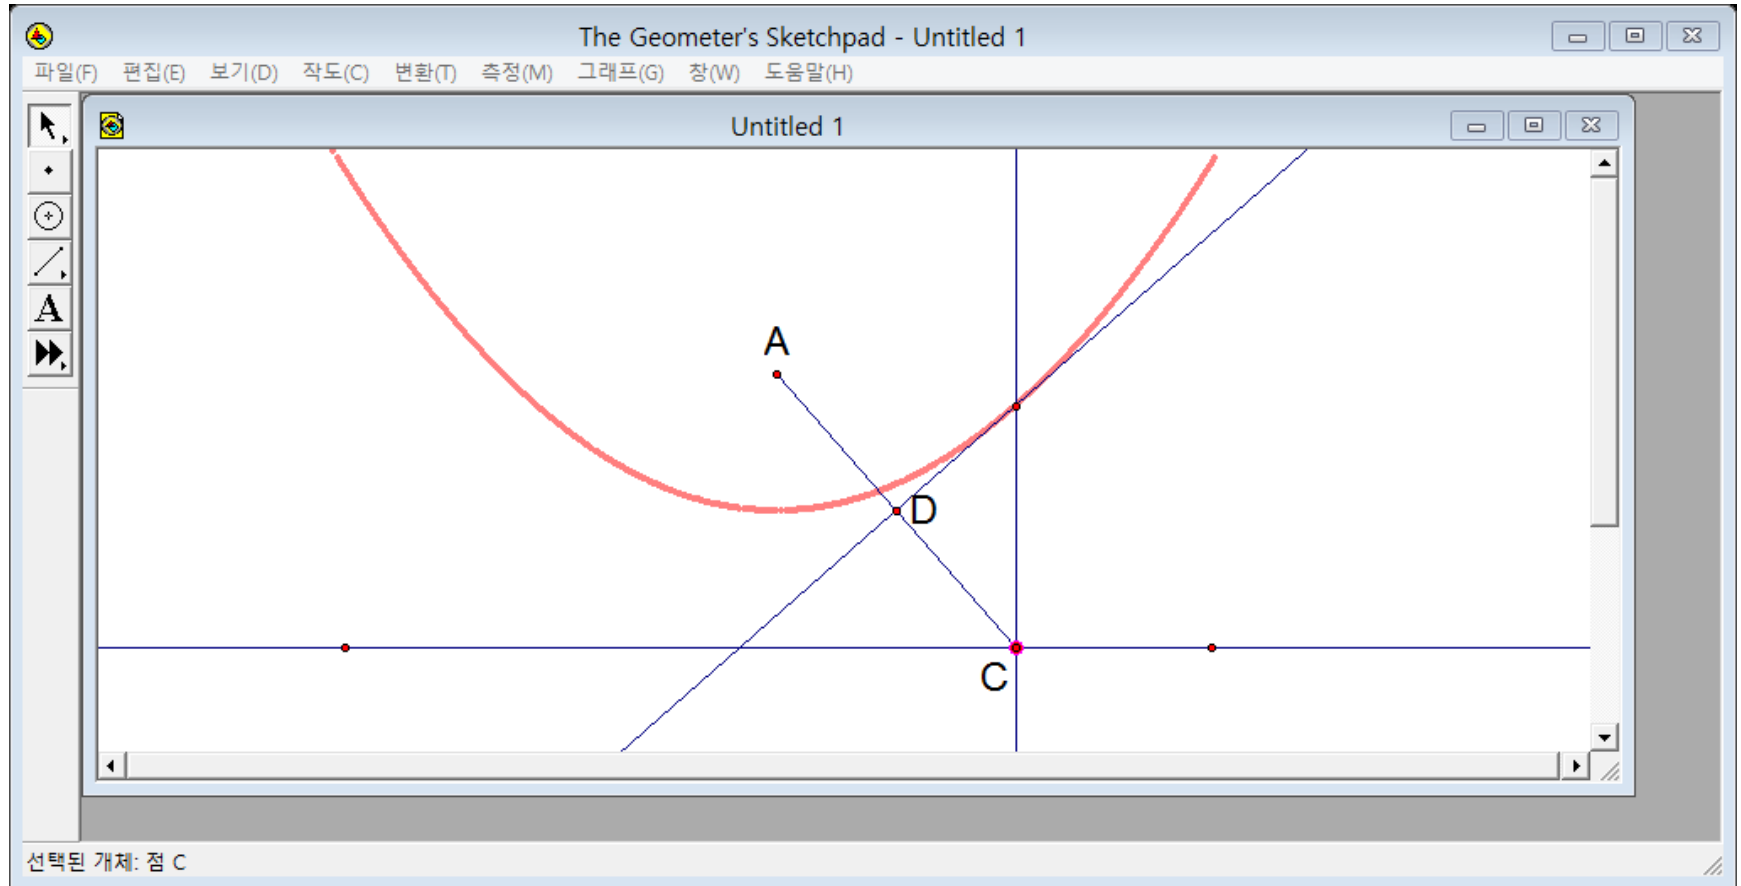 The Geometer's Sketchpad - Untitled 1
파일(F) 편집(E) 보기(D) 작도(C) 변환(T) 측정(M) 그래프(G) 창(W) 도움말(H)
Untitled 1
A
A
D
C
선택된 개체: 점 C